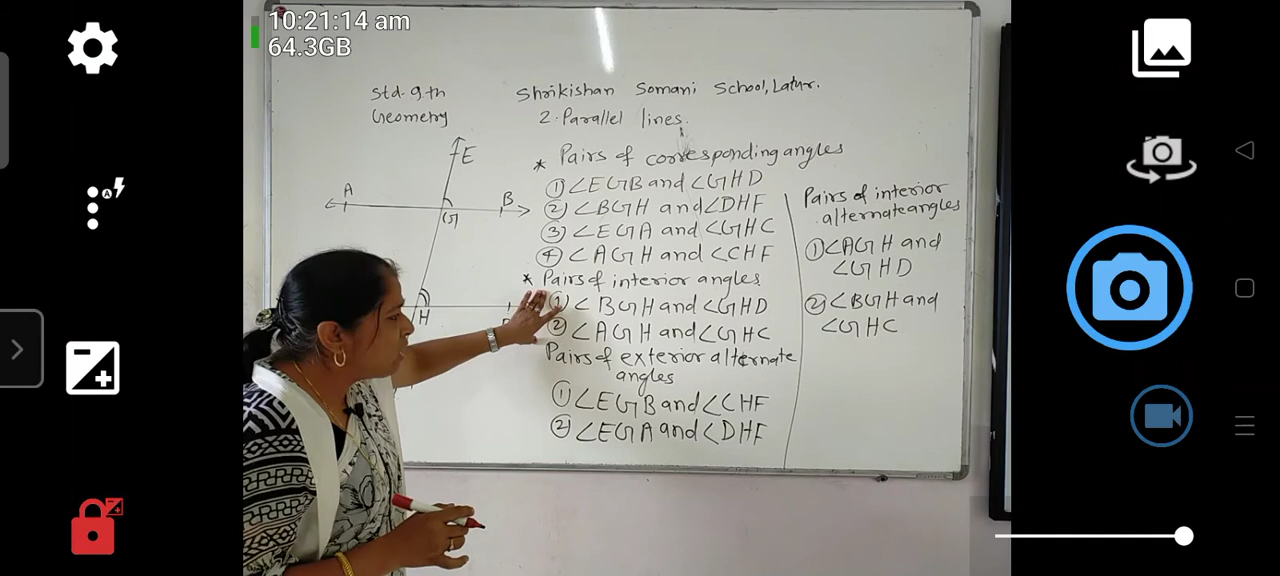 10:21:14 am
64.3GB
Std. 9th
Geometry
Shrikishan Somani School, Latur.
2. Parallel lines.
E
A
B
G
H
* Pairs of corresponding angles
① ∠EGB and ∠GHD
② ∠BGH and ∠DHF
③ ∠EGA and ∠GHC
④ ∠AGH and ∠CHF
* Pairs of interior angles
① ∠BGH and ∠GHD
② ∠AGH and ∠GHC
Pairs of exterior alternate
angles
① ∠EGB and ∠CHF
② ∠EGA and ∠DHF
Pairs of interior
alternate angles
① ∠AGH and
∠GHD
② ∠BGH and
∠GHC